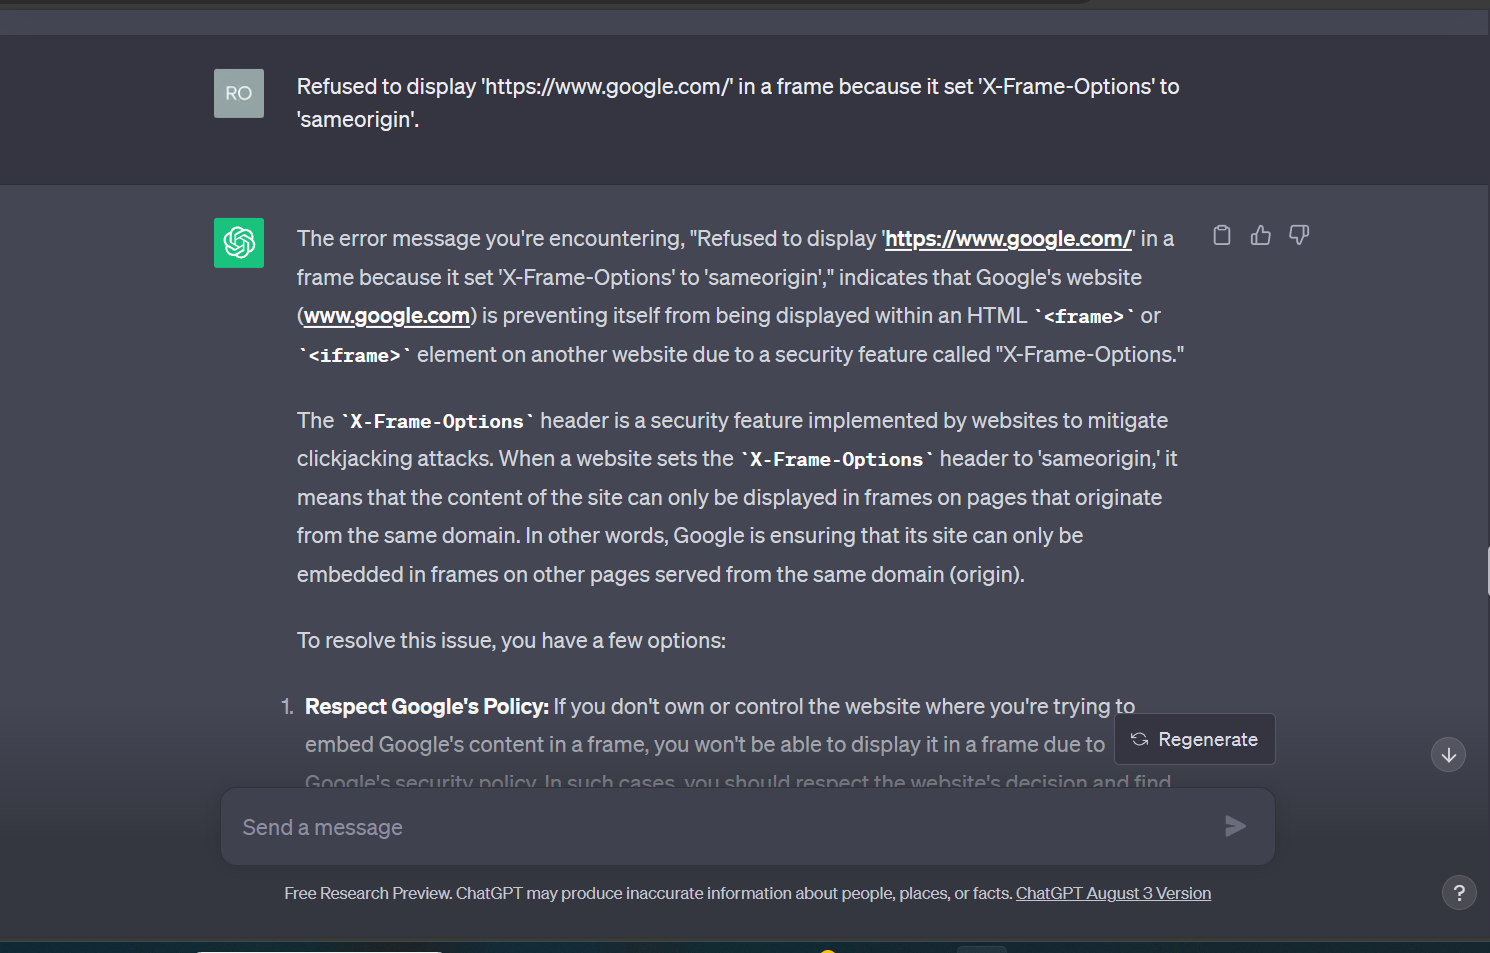 RO
Refused to display 'https://www.google.com/' in a frame because it set 'X-Frame-Options' to
'sameorigin'.
The error message you're encountering, "Refused to display 'https://www.google.com/' in a
frame because it set 'X-Frame-Options' to 'sameorigin'," indicates that Google's website
(www.google.com) is preventing itself from being displayed within an HTML `<frame>` or
`<iframe>` element on another website due to a security feature called "X-Frame-Options."
The `X-Frame-Options` header is a security feature implemented by websites to mitigate
clickjacking attacks. When a website sets the `X-Frame-Options` header to 'sameorigin,' it
means that the content of the site can only be displayed in frames on pages that originate
from the same domain. In other words, Google is ensuring that its site can only be
embedded in frames on other pages served from the same domain (origin).
To resolve this issue, you have a few options:
1. Respect Google's Policy: If you don't own or control the website where you're trying to
embed Google's content in a frame, you won't be able to display it in a frame due to
Google's security policy. In such cases, you should respect the website's decision and find
Regenerate
Send a message
Free Research Preview. ChatGPT may produce inaccurate information about people, places, or facts. ChatGPT August 3 Version
?